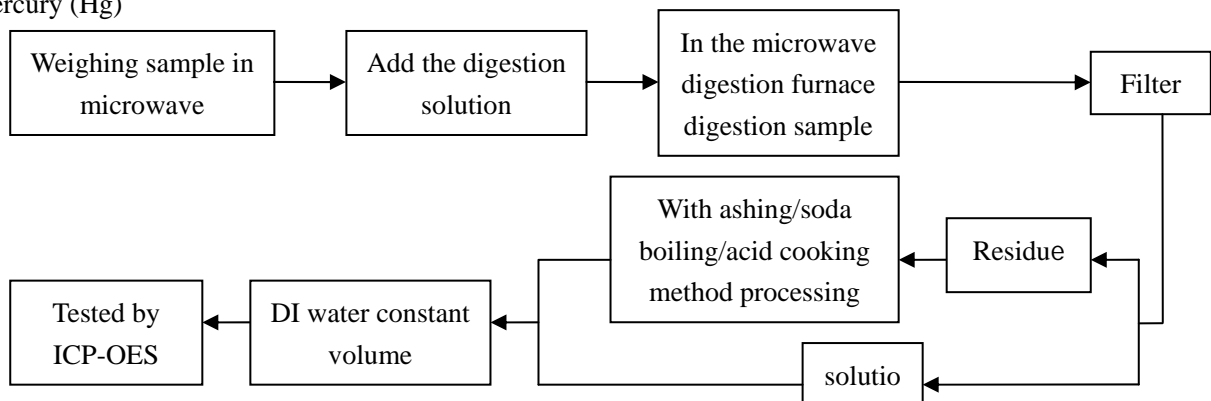 (Hg)
Weighing sample in
microwave
Add the digestion
solution
In the microwave
digestion furnace
digestion sample
Filter
With ashing/soda
boiling/acid cooking
method processing
Residue
Tested by
ICP-OES
DI water constant
volume
solutio